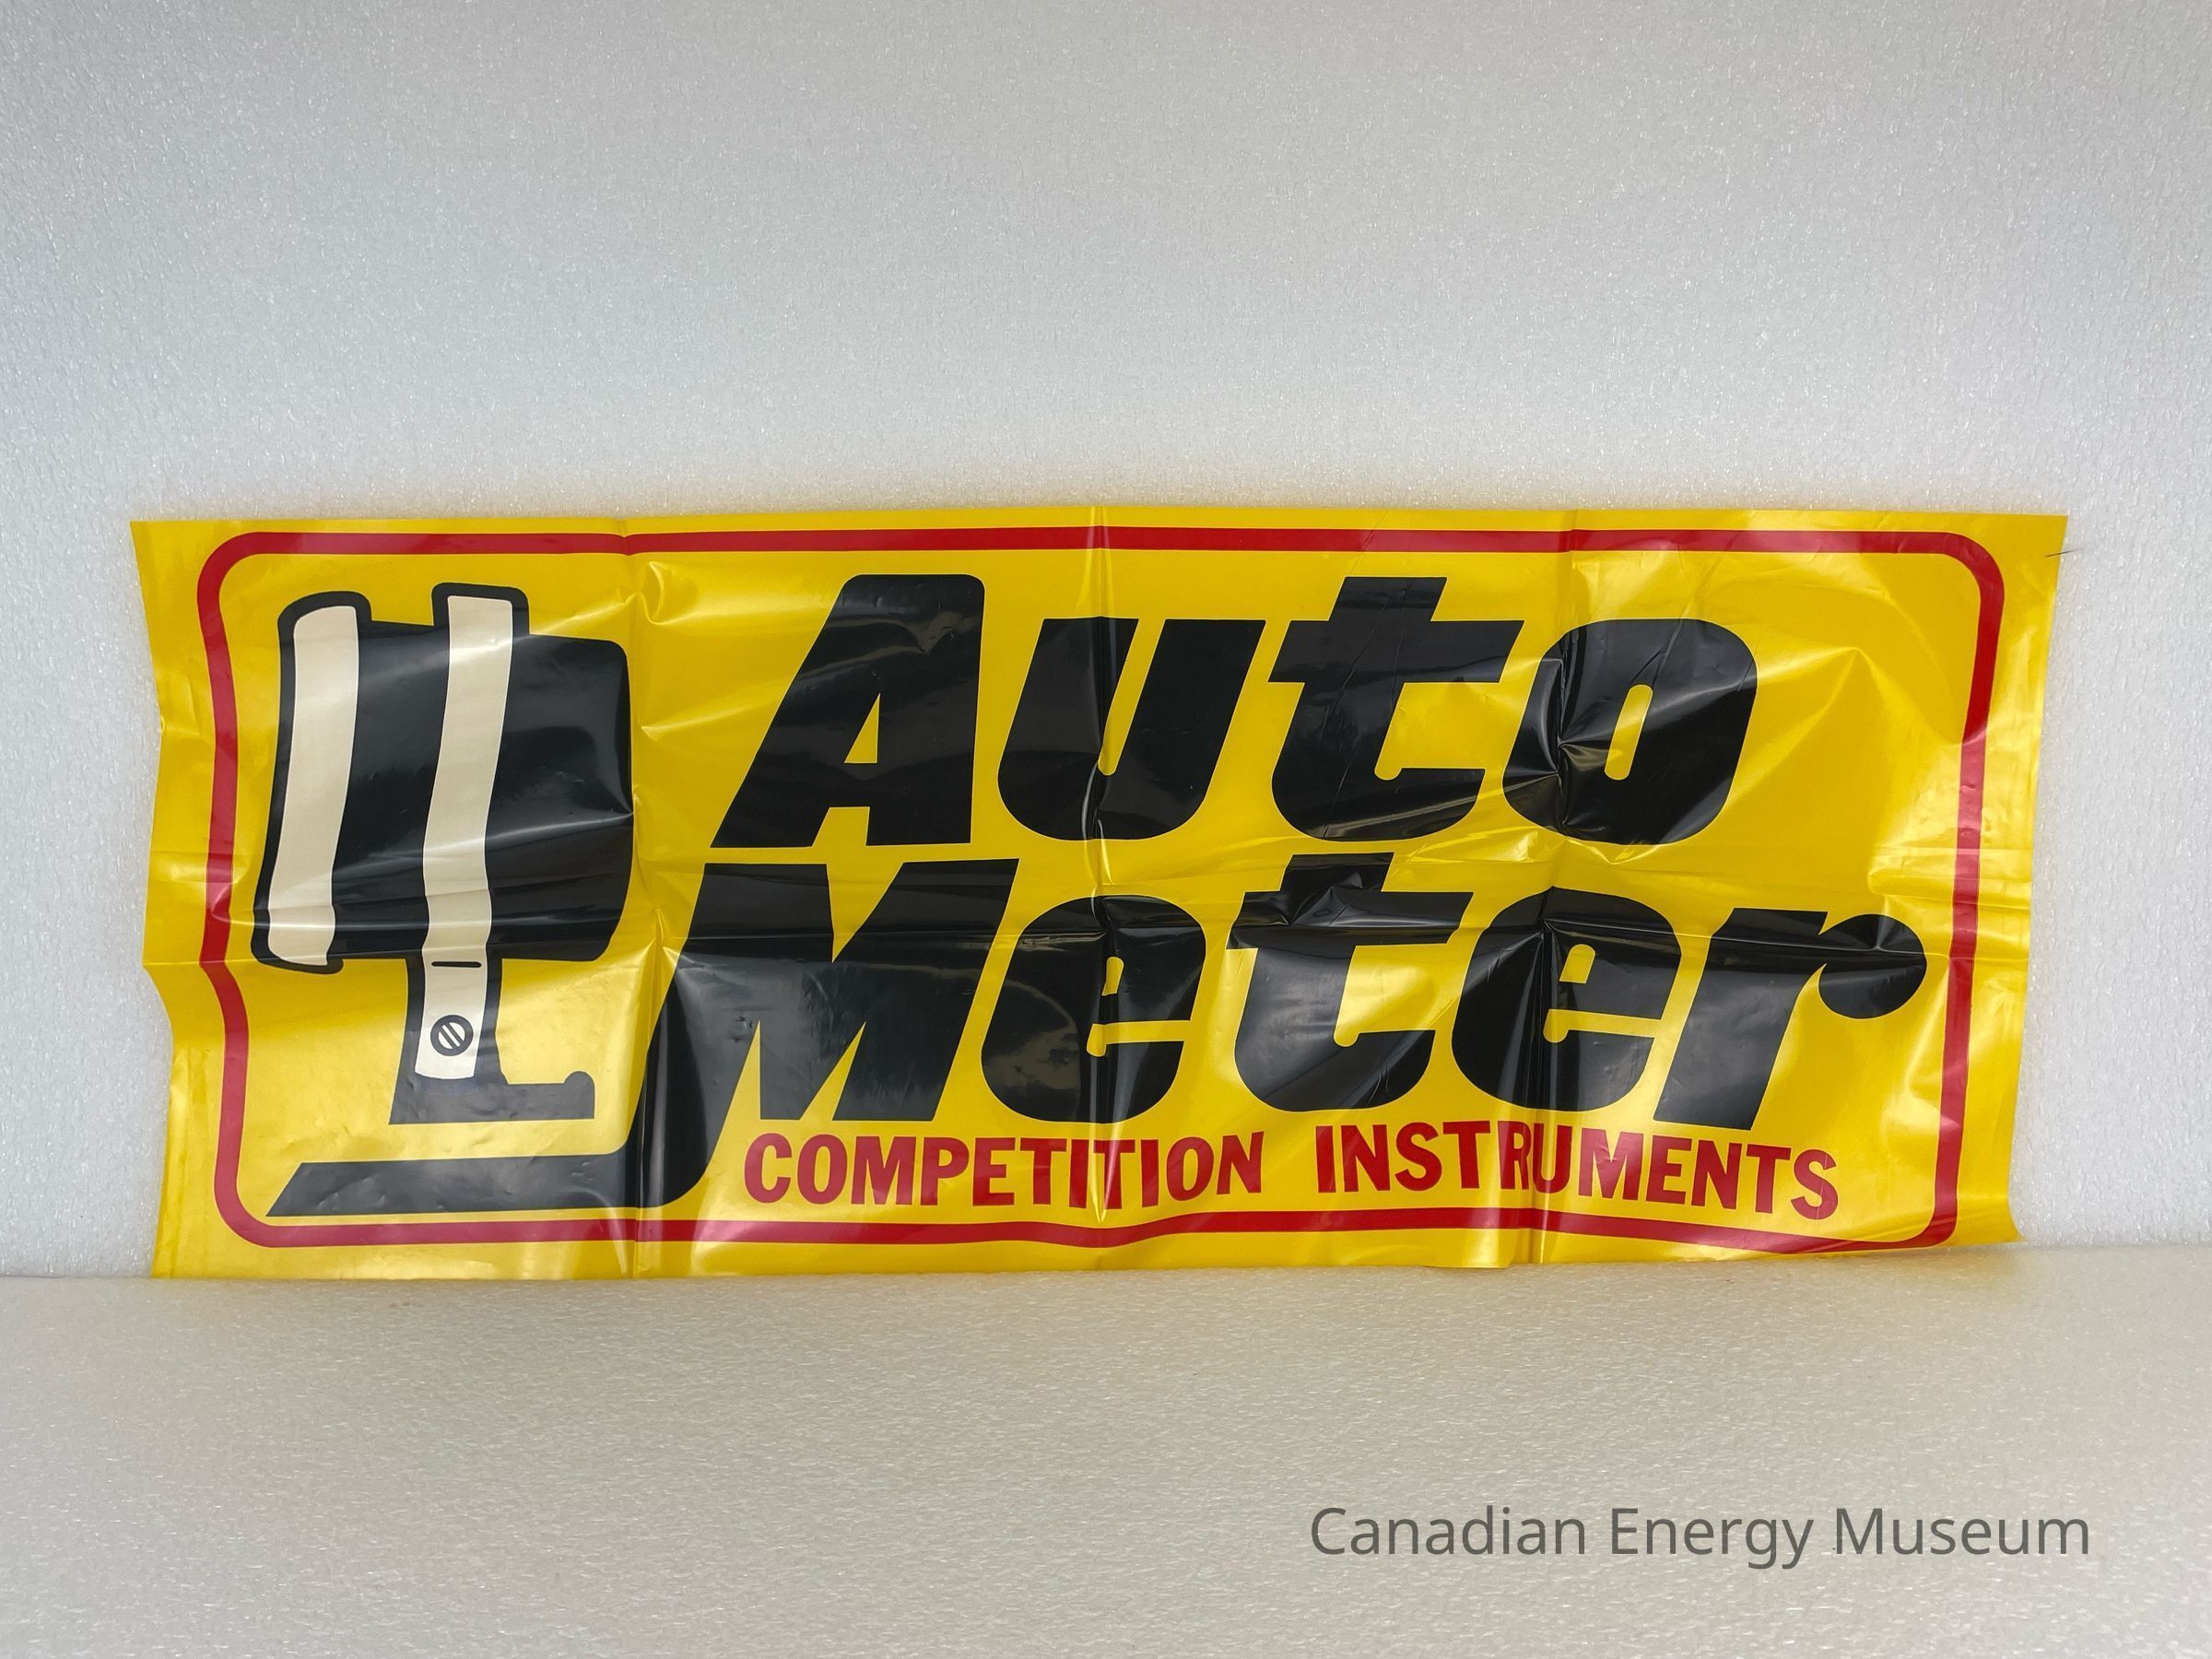 Auto
Meter
COMPETITION INSTRUMENTS
Canadian Energy Museum